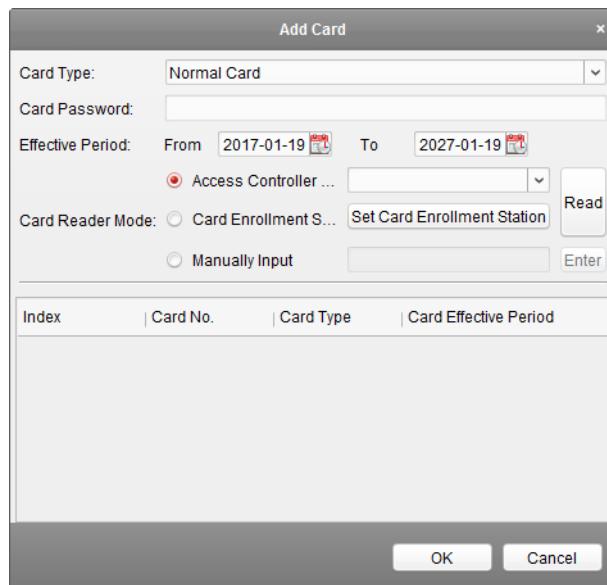 Add Card ×
Card Type: Normal Card
Card Password:
Effective Period: From 2017-01-19 To 2027-01-19
Access Controller ...
Card Reader Mode: Card Enrollment S... Set Card Enrollment Station Read
Manually Input Enter
Index Card No. Card Type Card Effective Period
OK Cancel